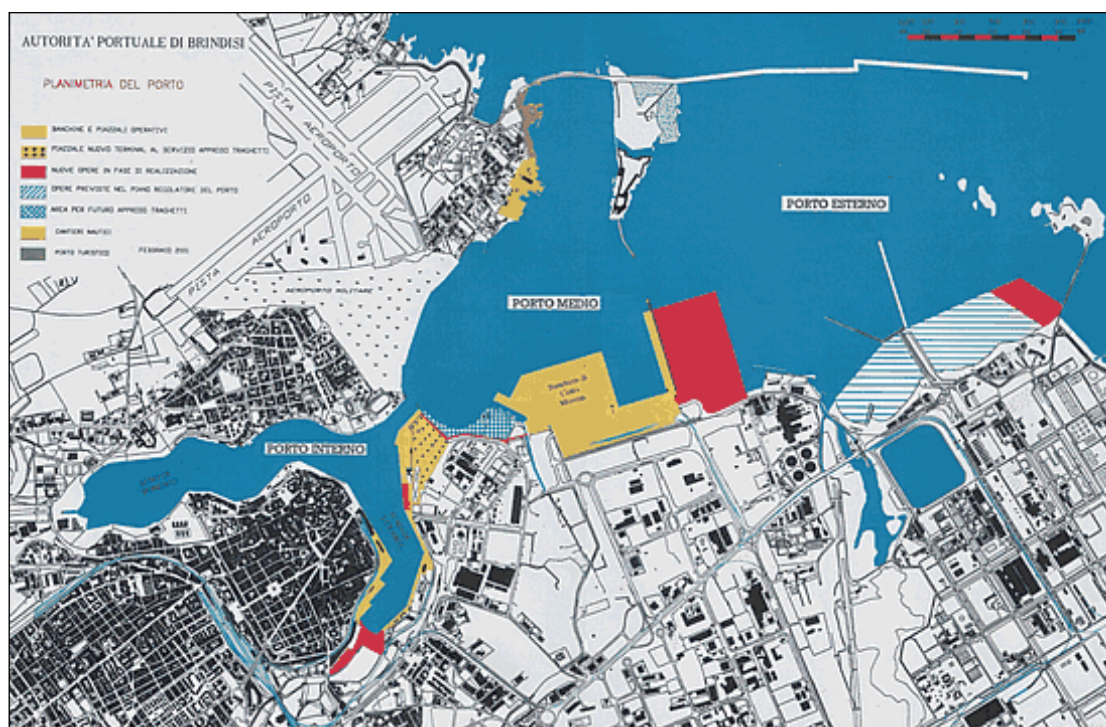 AUTORITA' PORTUALE DI BRINDISI
PLANIMETRIA DEL PORTO
BANCHINE E PIAZZALI OPERATIVI
PIAZZALE NUOVO TERMINAL AL SERVIZIO APPRODO TRAGHETTI
NUOVE OPERE IN FASE DI REALIZZAZIONE
OPERE PREVISTE NEL PIANO REGOLATORE DEL PORTO
AREA PER FUTURO APPRODO TRAGHETTI
CANTIERI NAUTICI
PORTO TURISTICO
FEBBRAIO 2001
PISTA AEROPORTO
PISTA AEROPORTO
AEROPORTO MILITARE
PORTO ESTERNO
PORTO MEDIO
PORTO INTERNO